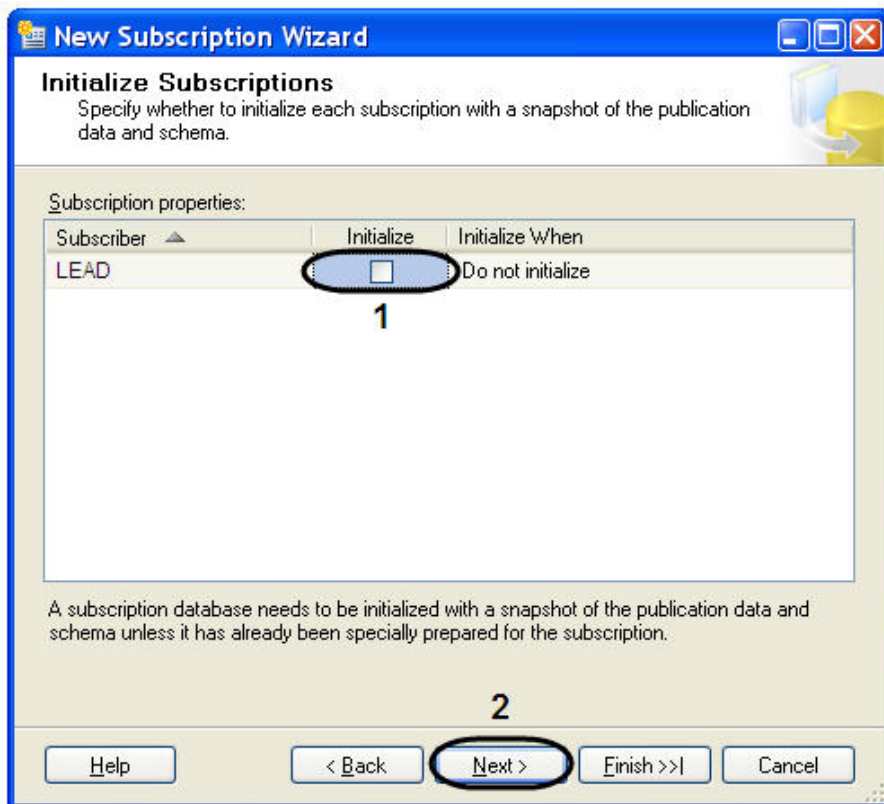 New Subscription Wizard
Initialize Subscriptions
Specify whether to initialize each subscription with a snapshot of the publication
data and schema.
Subscription properties:
Subscriber Initialize Initialize When
LEAD Do not initialize
1
A subscription database needs to be initialized with a snapshot of the publication data and
schema unless it has already been specially prepared for the subscription.
2
Help < Back Next > Finish >>| Cancel